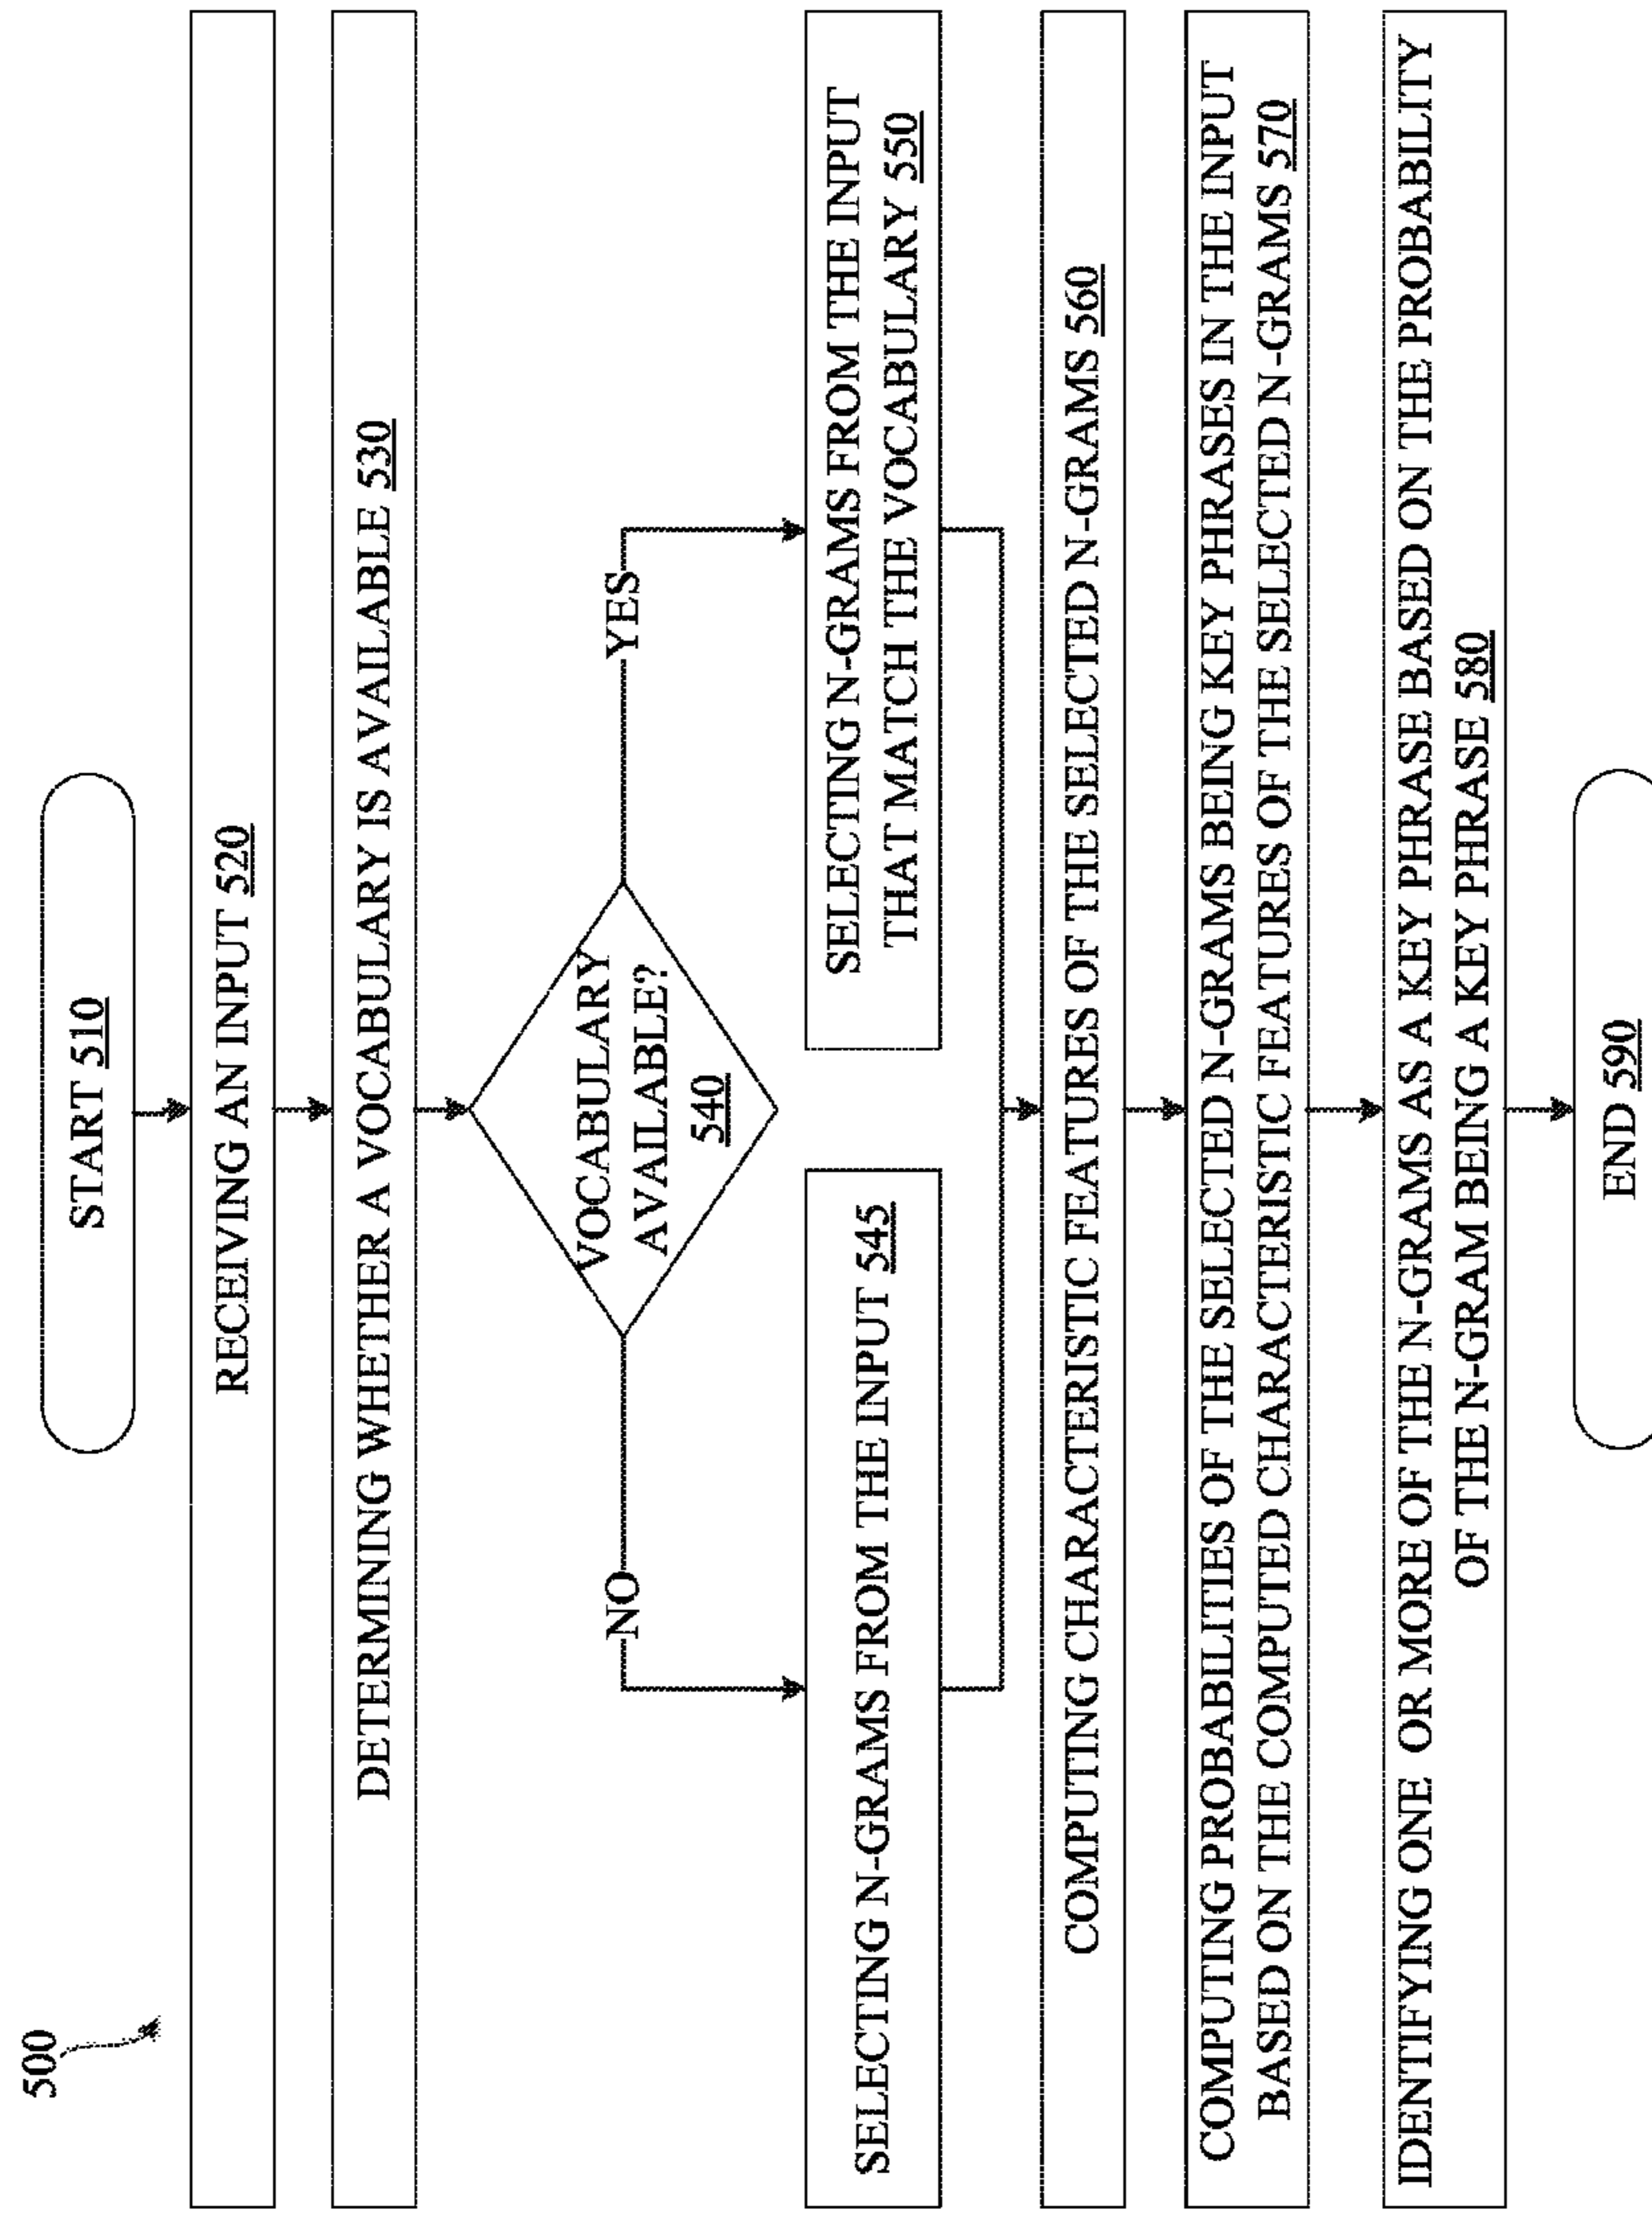 500
START 510
RECEIVING AN INPUT 520
DETERMINING WHETHER A VOCABULARY IS AVAILABLE 530
VOCABULARY
AVAILABLE?
540
NO
YES
SELECTING N-GRAMS FROM THE INPUT 545
SELECTING N-GRAMS FROM THE INPUT
THAT MATCH THE VOCABULARY 550
COMPUTING CHARACTERISTIC FEATURES OF THE SELECTED N-GRAMS 560
COMPUTING PROBABILITIES OF THE SELECTED N-GRAMS BEING KEY PHRASES IN THE INPUT
BASED ON THE COMPUTED CHARACTERISTIC FEATURES OF THE SELECTED N-GRAMS 570
IDENTIFYING ONE OR MORE OF THE N-GRAMS AS A KEY PHRASE BASED ON THE PROBABILITY
OF THE N-GRAM BEING A KEY PHRASE 580
END 590